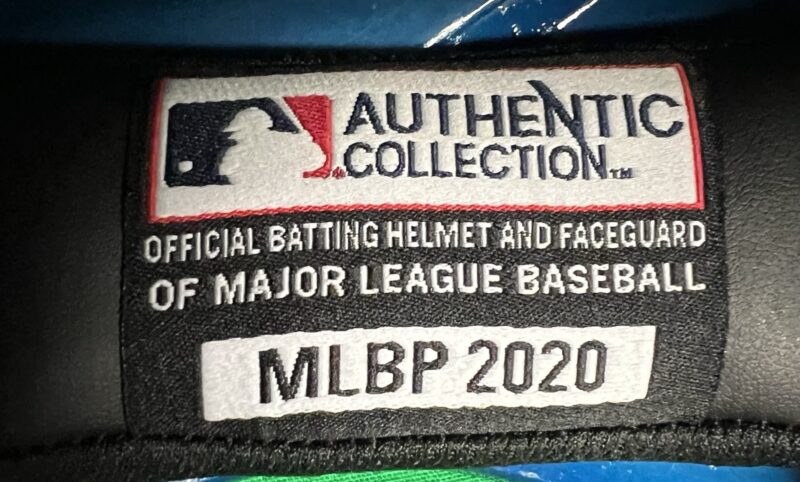 AUTHENTIC
COLLECTION™
OFFICIAL BATTING HELMET AND FACEGUARD
OF MAJOR LEAGUE BASEBALL
MLBP 2020